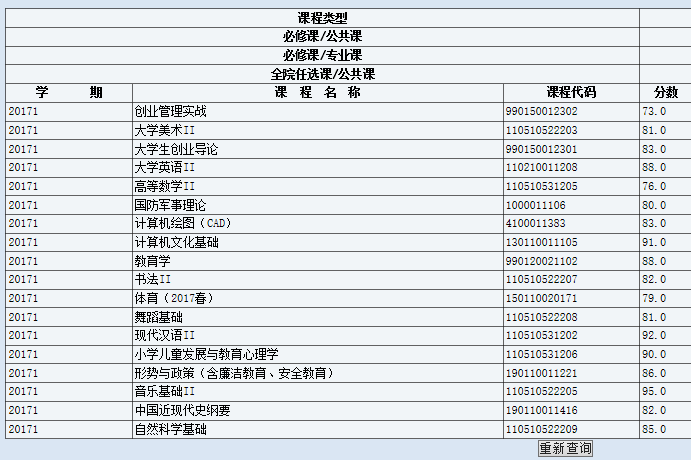 课程类型
必修课/公共课
必修课/专业课
全院任选课/公共课
学 期 课 程 名 称 课程代码 分数
20171 创业管理实战 990150012302 73.0
20171 大学美术II 110510522203 81.0
20171 大学生创业导论 990150012301 83.0
20171 大学英语II 110210011208 88.0
20171 高等数学II 110510531205 76.0
20171 国防军事理论 1000011106 80.0
20171 计算机绘图（CAD） 4100011383 83.0
20171 计算机文化基础 130110011105 91.0
20171 教育学 990120021102 88.0
20171 书法II 110510522207 82.0
20171 体育（2017春） 150110020171 79.0
20171 舞蹈基础 110510522208 81.0
20171 现代汉语II 110510531202 92.0
20171 小学儿童发展与教育心理学 110510531206 90.0
20171 形势与政策（含廉洁教育、安全教育） 190110011221 86.0
20171 音乐基础II 110510522205 95.0
20171 中国近现代史纲要 190110011416 82.0
20171 自然科学基础 110510522209 85.0
重新查询